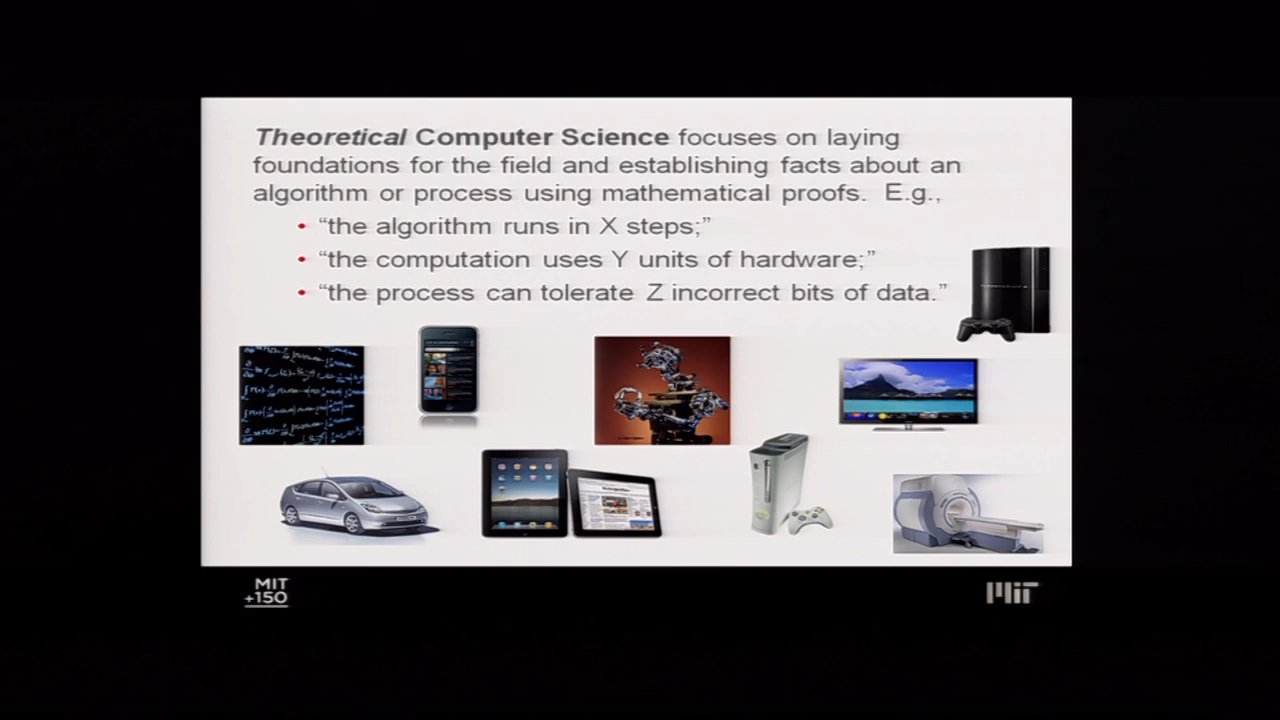 Theoretical Computer Science focuses on laying
foundations for the field and establishing facts about an
algorithm or process using mathematical proofs. E.g.,
• “the algorithm runs in X steps;”
• “the computation uses Y units of hardware;”
• “the process can tolerate Z incorrect bits of data.”
MIT
+150
MIT